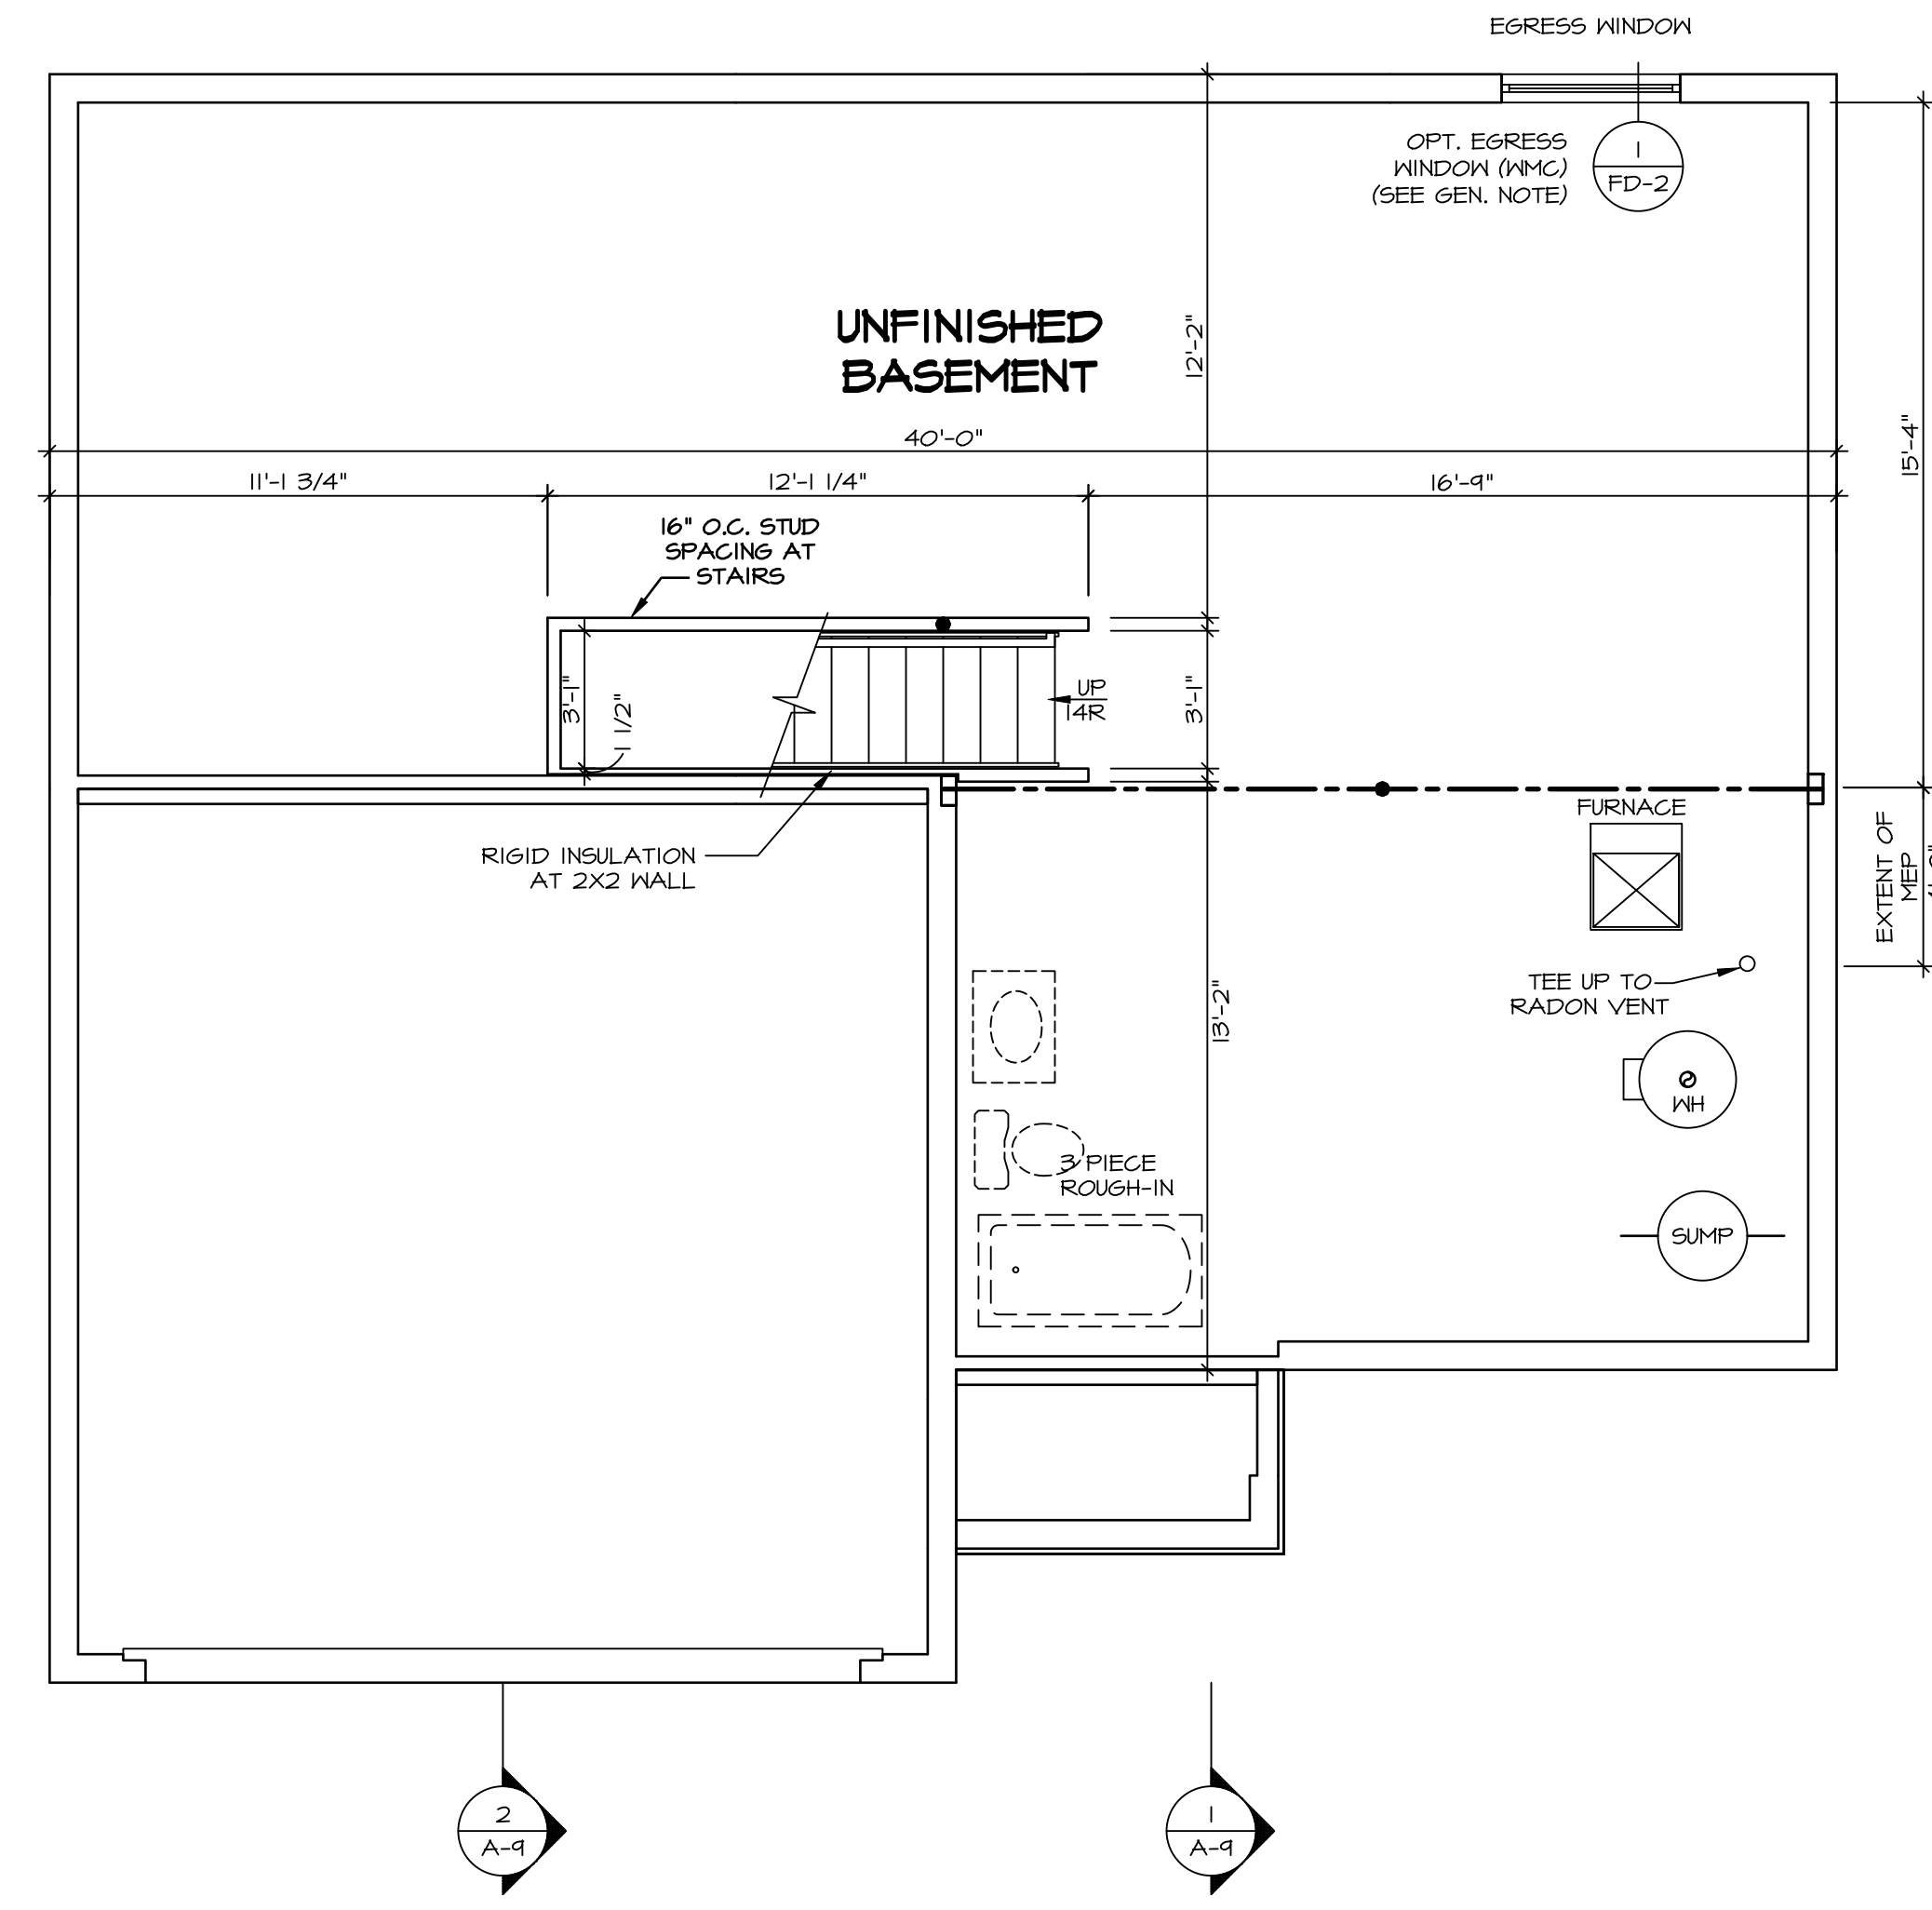 EGRESS WINDOW
OPT. EGRESS
WINDOW (WMC)
(SEE GEN. NOTE)
1
FD-2
UNFINISHED
BASEMENT
12'-2"
15'-4"
40'-0"
11'-1 3/4"
12'-1 1/4"
16'-9"
16" O.C. STUD
SPACING AT
STAIRS
3'-1"
1 1/2"
UP
14R
3'-1"
RIGID INSULATION
AT 2X2 WALL
FURNACE
EXTENT OF
MEP
TEE UP TO
RADON VENT
13'-2"
WH
3 PIECE
ROUGH-IN
SUMP
2
A-9
1
A-9